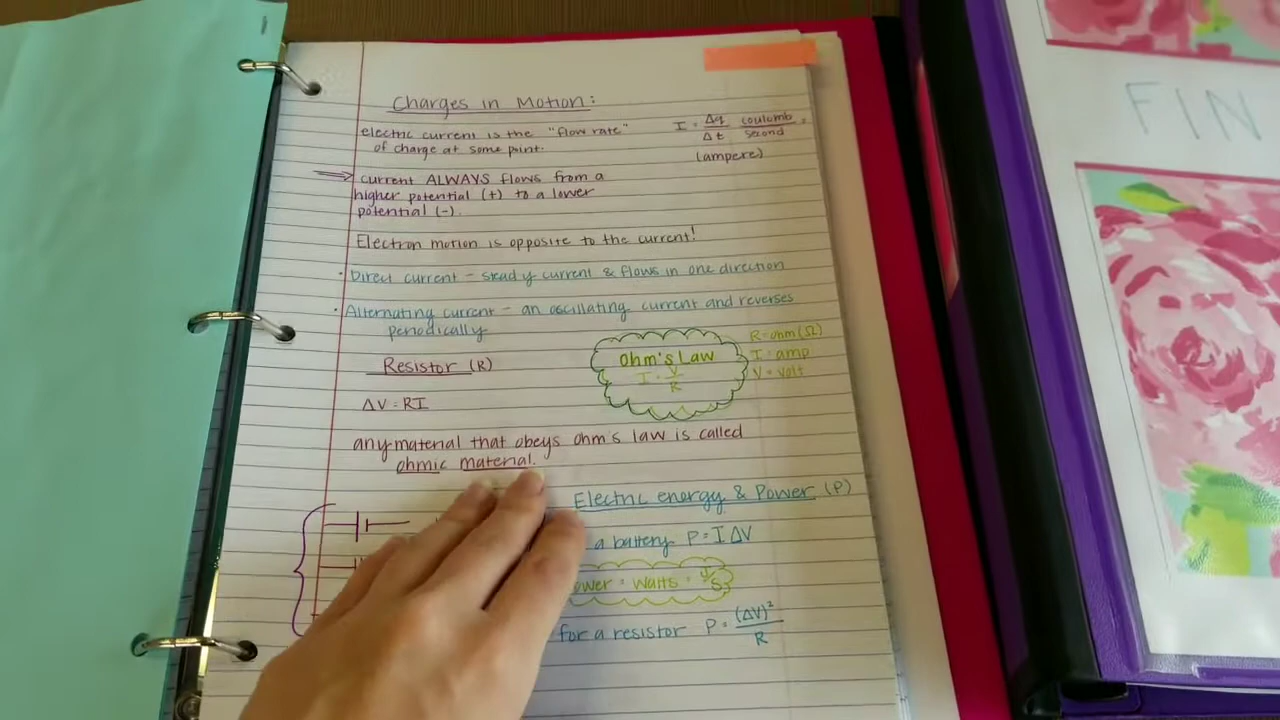 Charges in Motion:
electric current is the "flow rate"
of charge at some point.
I = Δq/Δt coulomb/second =
(ampere)
current ALWAYS flows from a
higher potential (+) to a lower
potential (-).
Electron motion is opposite to the current!
· Direct current – steady current & flows in one direction
· Alternating current – an oscillating current and reverses
periodically
Resistor (R)
ΔV = RI
Ohm's Law
I = V/R
R = ohm (Ω)
I = amp
V = volt
any material that obeys ohm's law is called
ohmic material.
Electric energy & Power (P)
a battery P = I ΔV
ower = Watts = J/S
for a resistor P = (ΔV)²/R
FIN